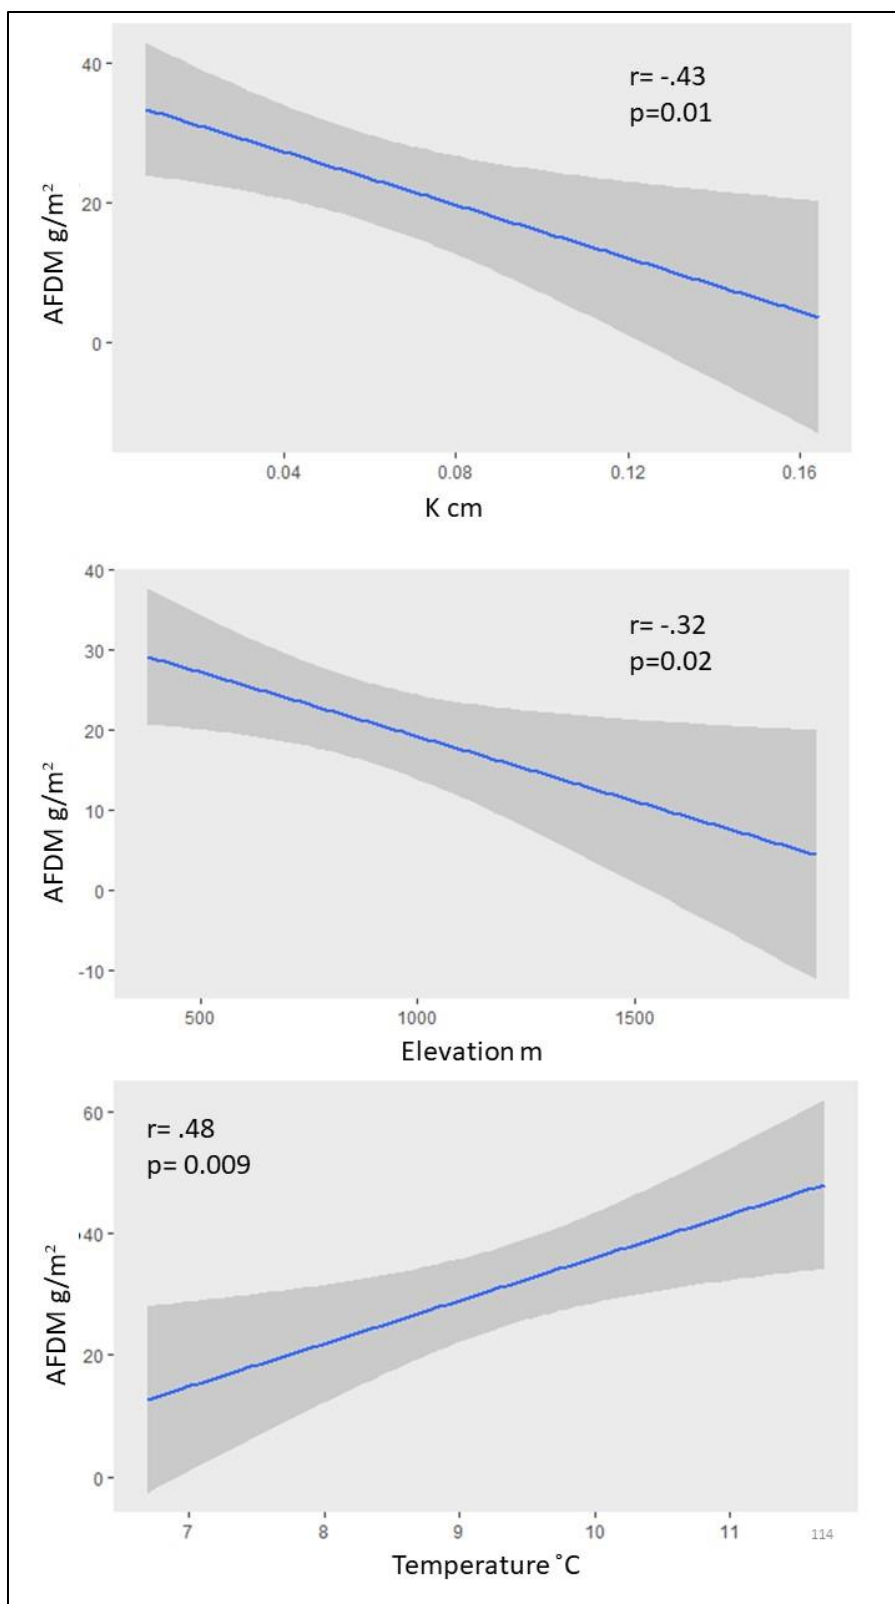 40
r= -.43
p=0.01
20
0
AFDM g/m²
0.04 0.08 0.12 0.16
K cm
40
r= -.32
p=0.02
30
20
10
0
-10
AFDM g/m²
500 1000 1500
Elevation m
60
r= .48
p= 0.009
40
20
0
AFDM g/m²
7 8 9 10 11 114
Temperature ˚C